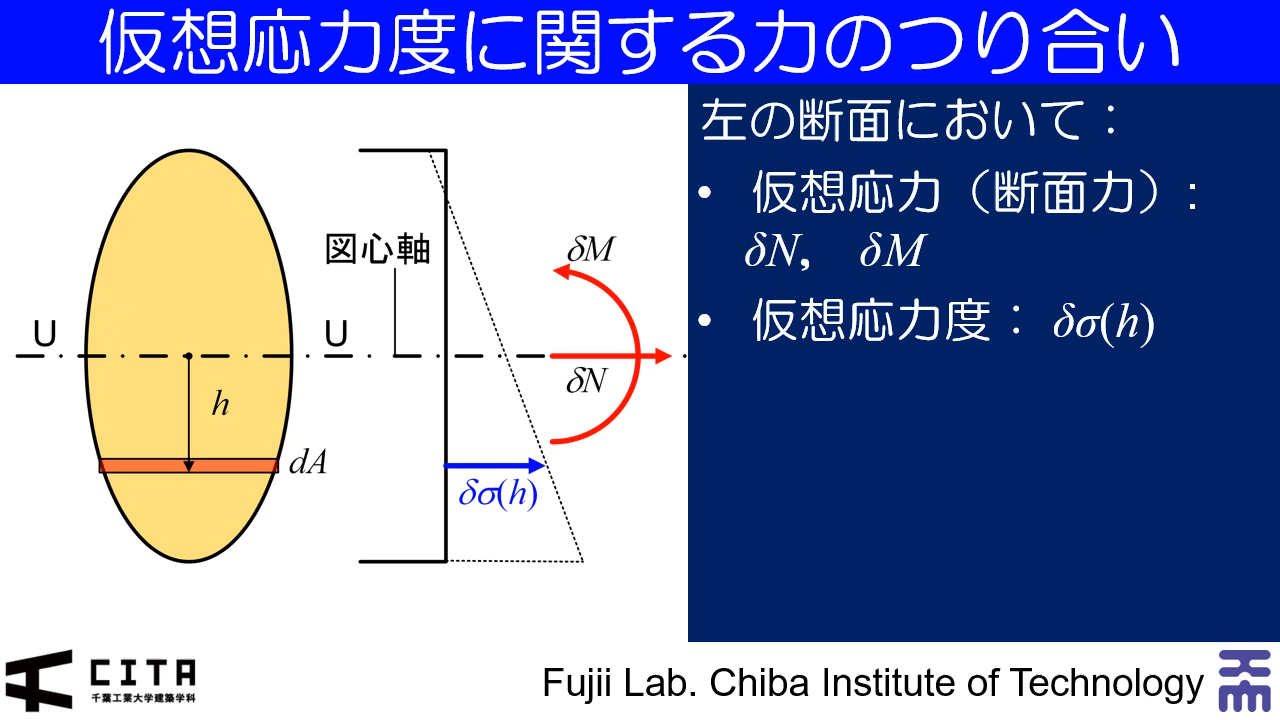 仮想応力度に関する力のつり合い
図心軸
U
U
h
dA
δM
δN
δσ(h)
左の断面において：
• 仮想応力（断面力）:
δN, δM
• 仮想応力度： δσ(h)
CITA
千葉工業大学建築学科
Fujii Lab. Chiba Institute of Technology